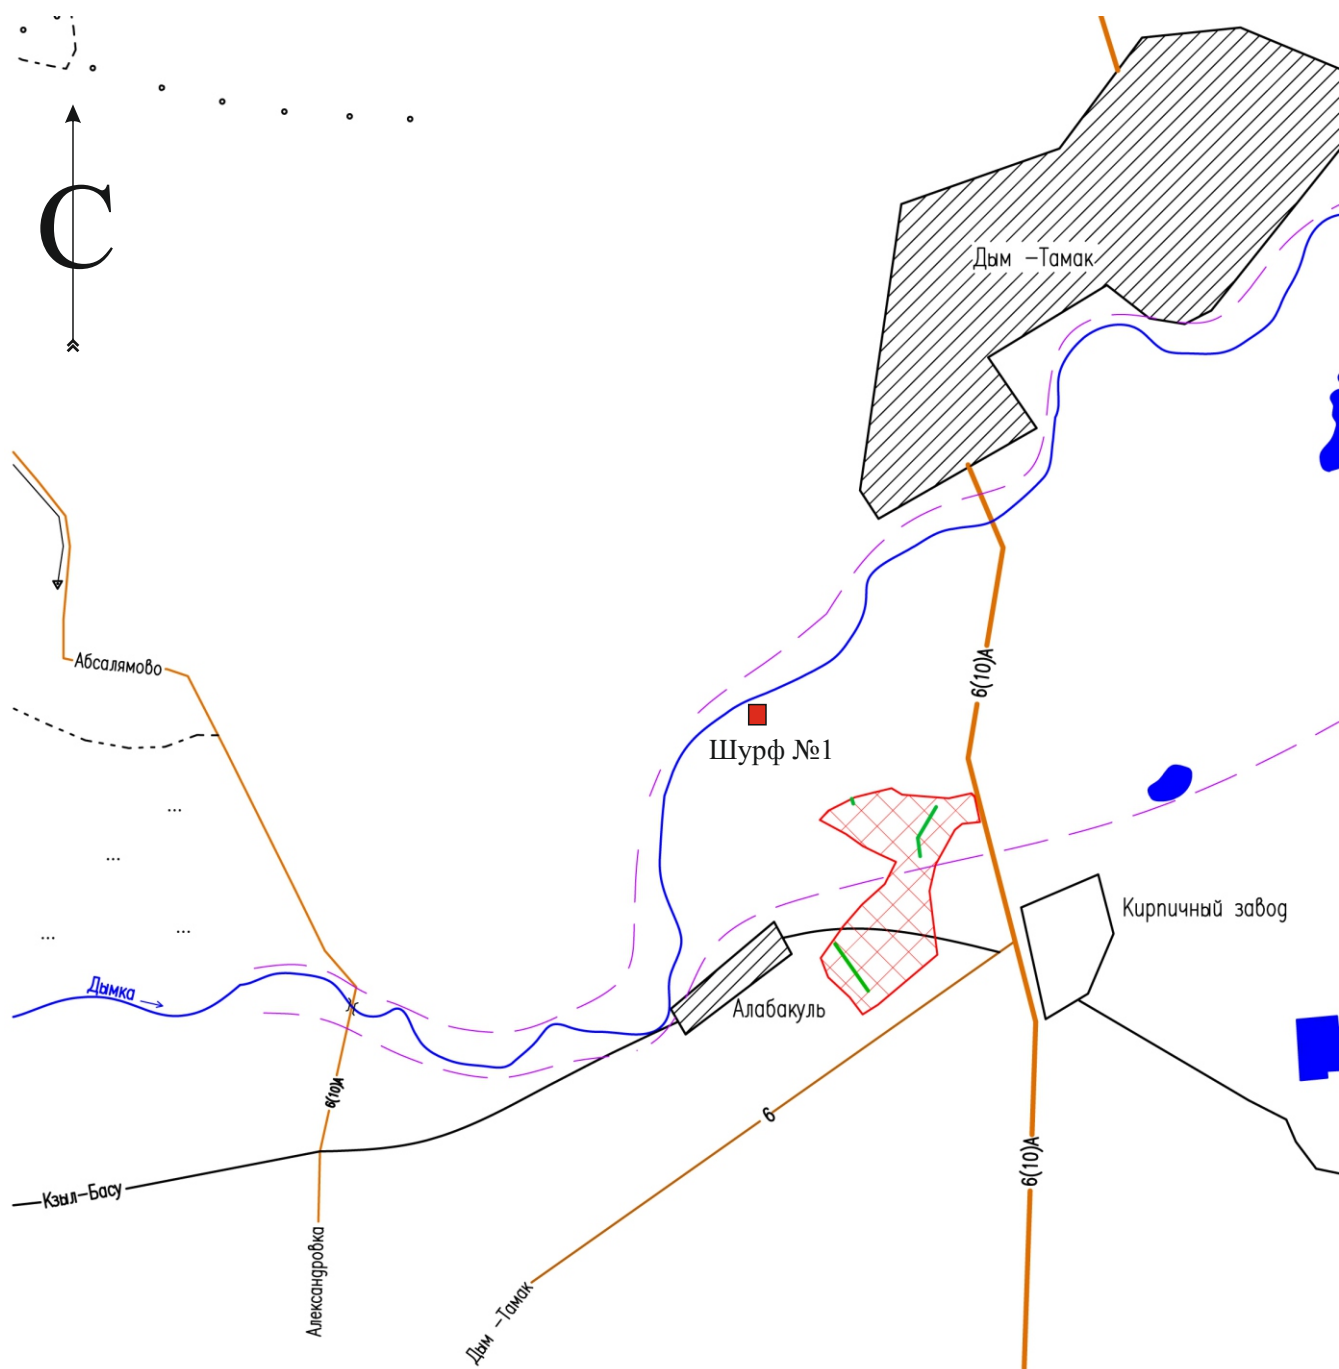 С
Дым –Тамак
Абсалямово
6(10)А
Шурф №1
Кирпичный завод
Дымка
Алабакуль
6(10)А
6
6(10)А
Кзыл–Басу
Александровка
Дым –Тамак